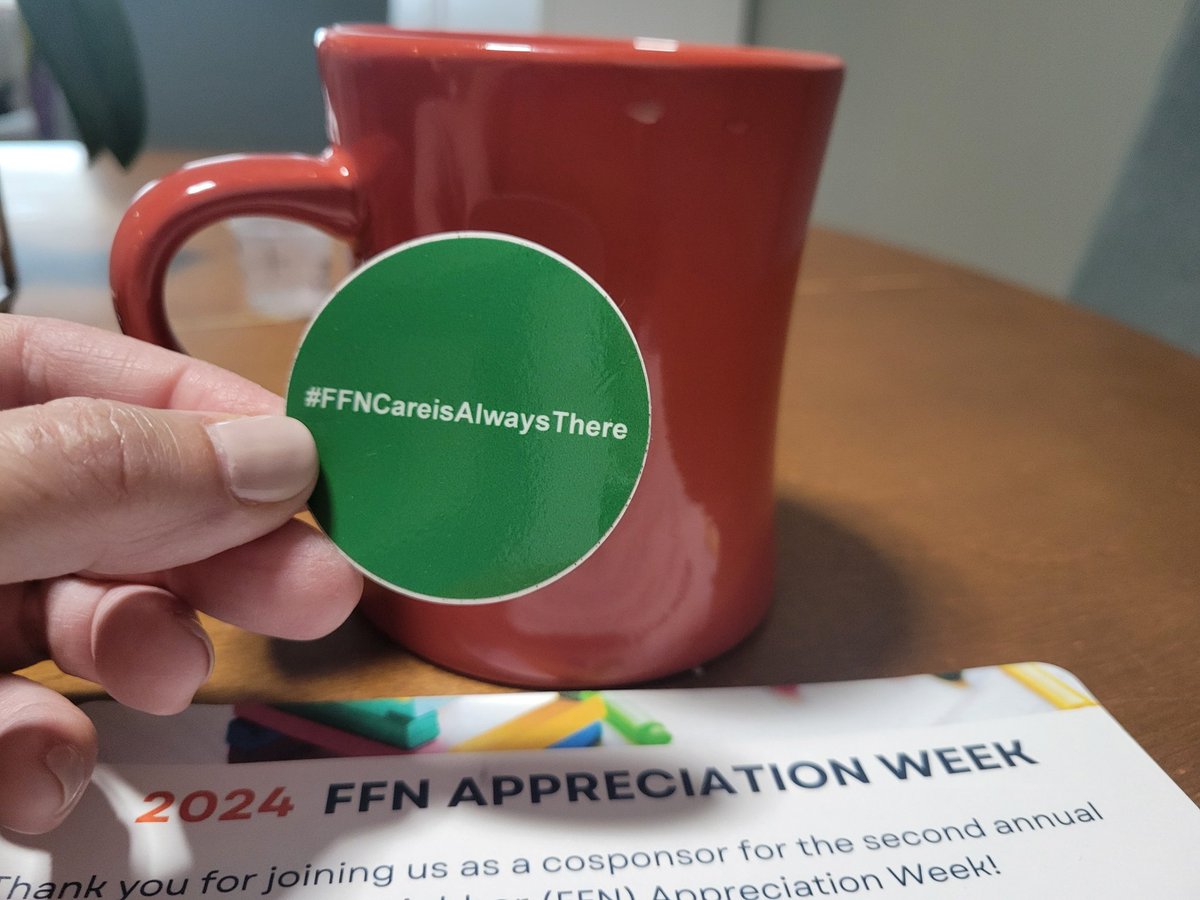 #FFNCareisAlwaysThere
2024 FFN APPRECIATION WEEK
Thank you for joining us as a cosponsor for the second annual
(FFN) Appreciation Week!